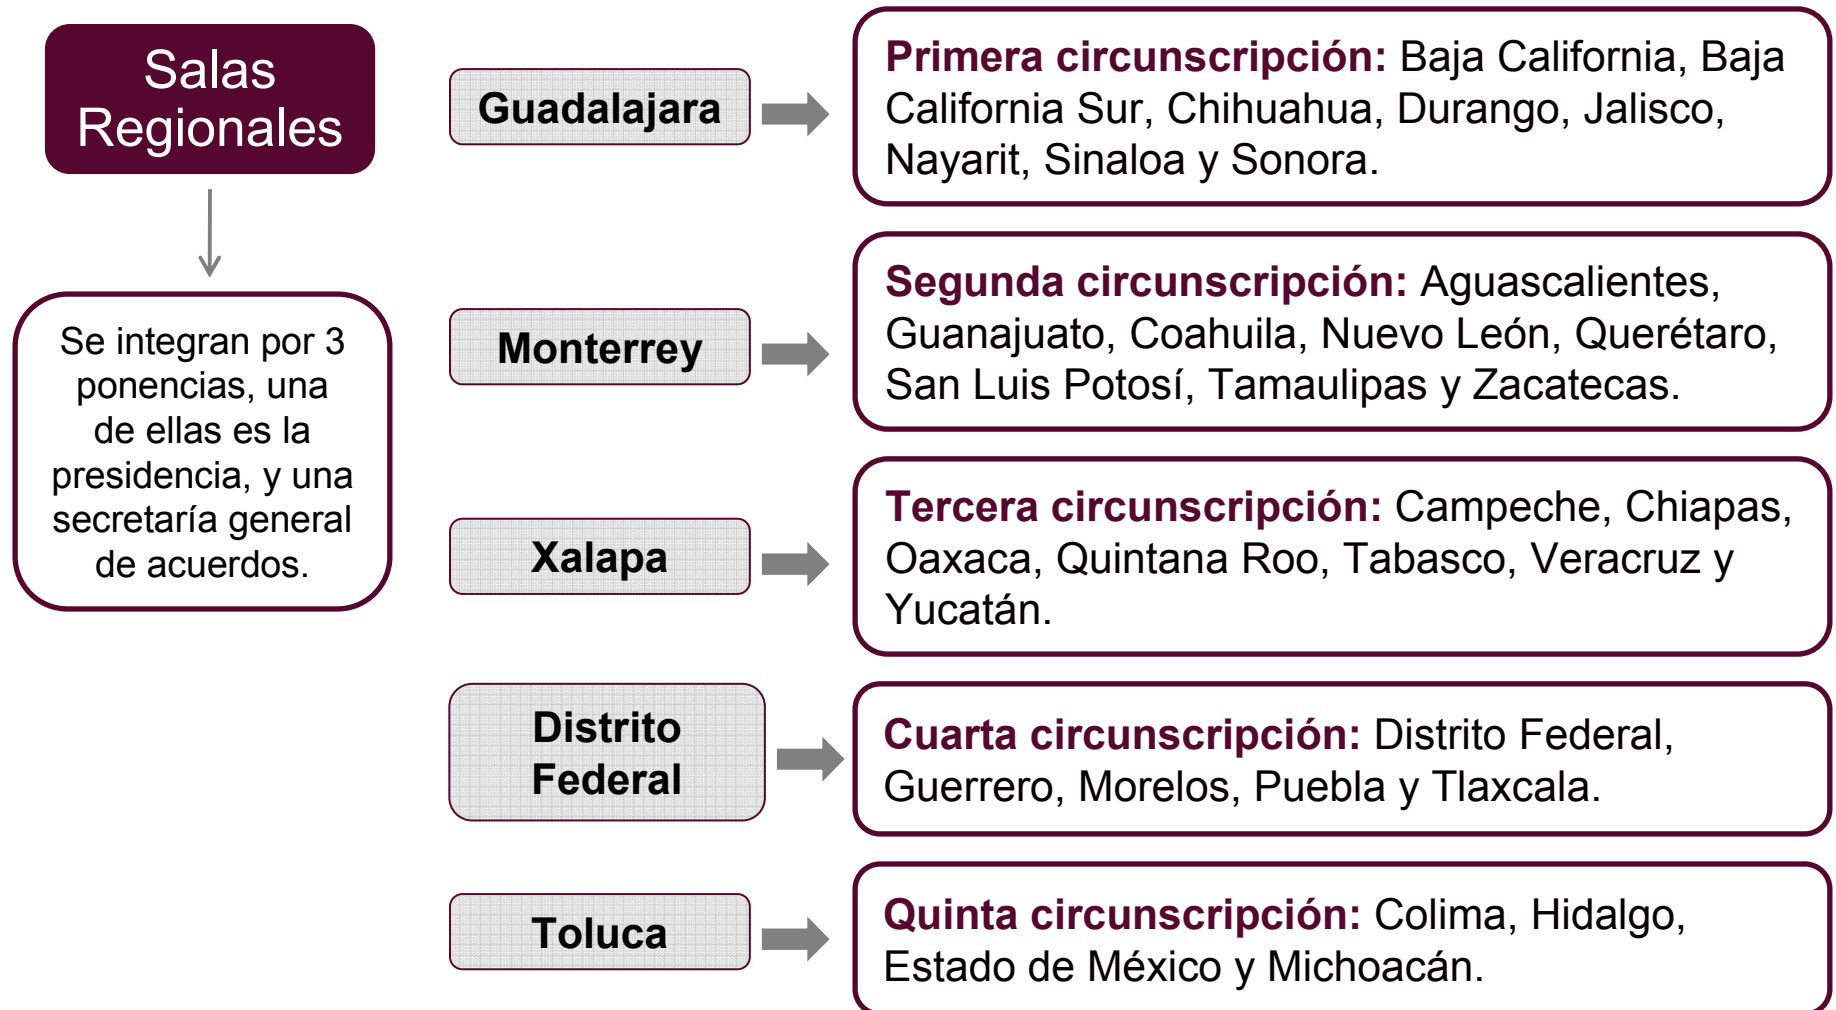 Salas
Regionales
Se integran por 3
ponencias, una
de ellas es la
presidencia, y una
secretaría general
de acuerdos.
Guadalajara
Primera circunscripción: Baja California, Baja
California Sur, Chihuahua, Durango, Jalisco,
Nayarit, Sinaloa y Sonora.
Monterrey
Segunda circunscripción: Aguascalientes,
Guanajuato, Coahuila, Nuevo León, Querétaro,
San Luis Potosí, Tamaulipas y Zacatecas.
Xalapa
Tercera circunscripción: Campeche, Chiapas,
Oaxaca, Quintana Roo, Tabasco, Veracruz y
Yucatán.
Distrito
Federal
Cuarta circunscripción: Distrito Federal,
Guerrero, Morelos, Puebla y Tlaxcala.
Toluca
Quinta circunscripción: Colima, Hidalgo,
Estado de México y Michoacán.